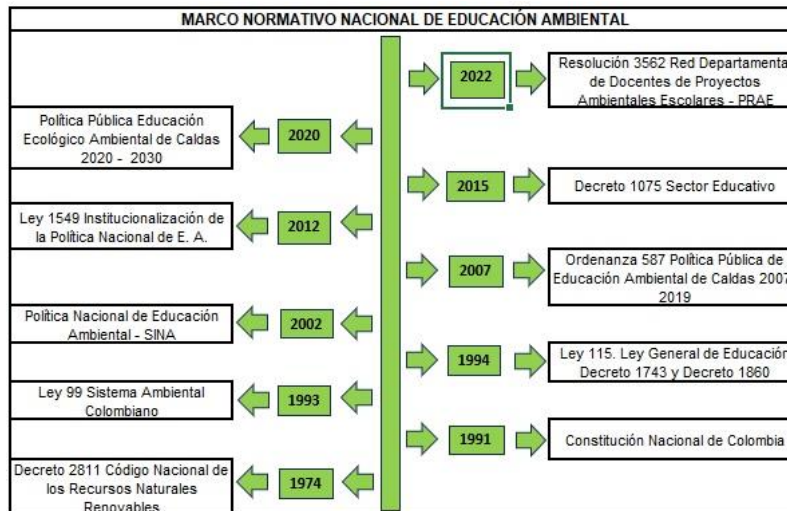 MARCO NORMATIVO NACIONAL DE EDUCACIÓN AMBIENTAL
2022
Resolución 3562 Red Departamenta
de Docentes de Proyectos
Ambientales Escolares - PRAE
Política Pública Educación
Ecológico Ambiental de Caldas
2020 - 2030
2020
2015
Decreto 1075 Sector Educativo
Ley 1549 Institucionalización de
la Política Nacional de E. A.
2012
2007
Ordenanza 587 Política Pública de
Educación Ambiental de Caldas 2007
2019
Política Nacional de Educación
Ambiental - SINA
2002
1994
Ley 115. Ley General de Educación
Decreto 1743 y Decreto 1860
Ley 99 Sistema Ambiental
Colombiano
1993
1991
Constitución Nacional de Colombia
Decreto 2811 Código Nacional de
los Recursos Naturales
Renovables
1974